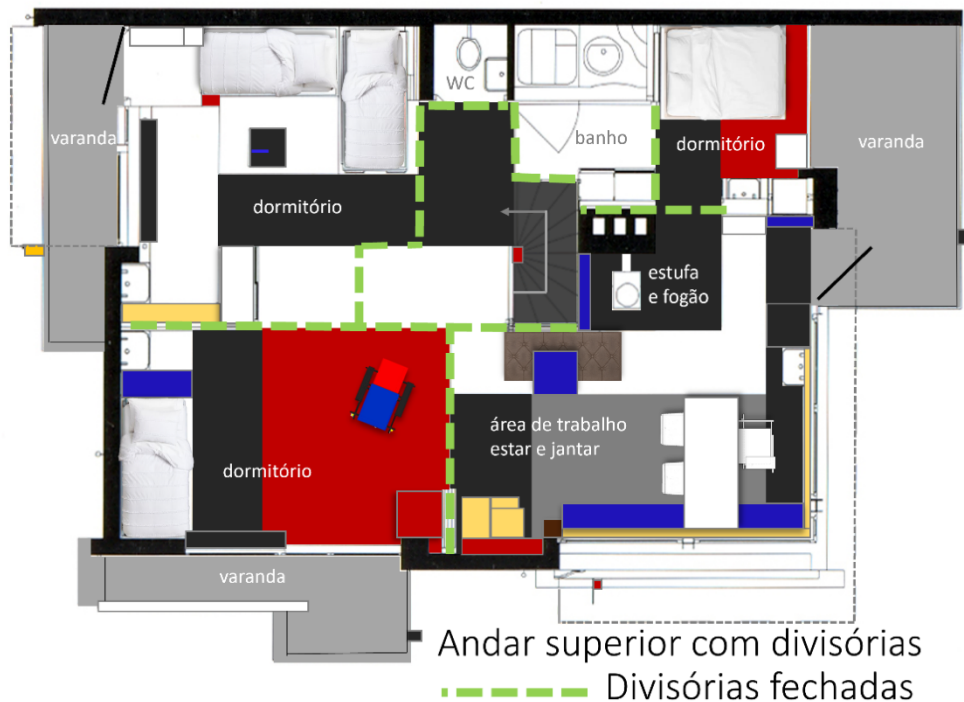 WC
varanda
banho
dormitório
varanda
dormitório
estufa
e fogão
área de trabalho
estar e jantar
dormitório
varanda
Andar superior com divisórias
Divisórias fechadas